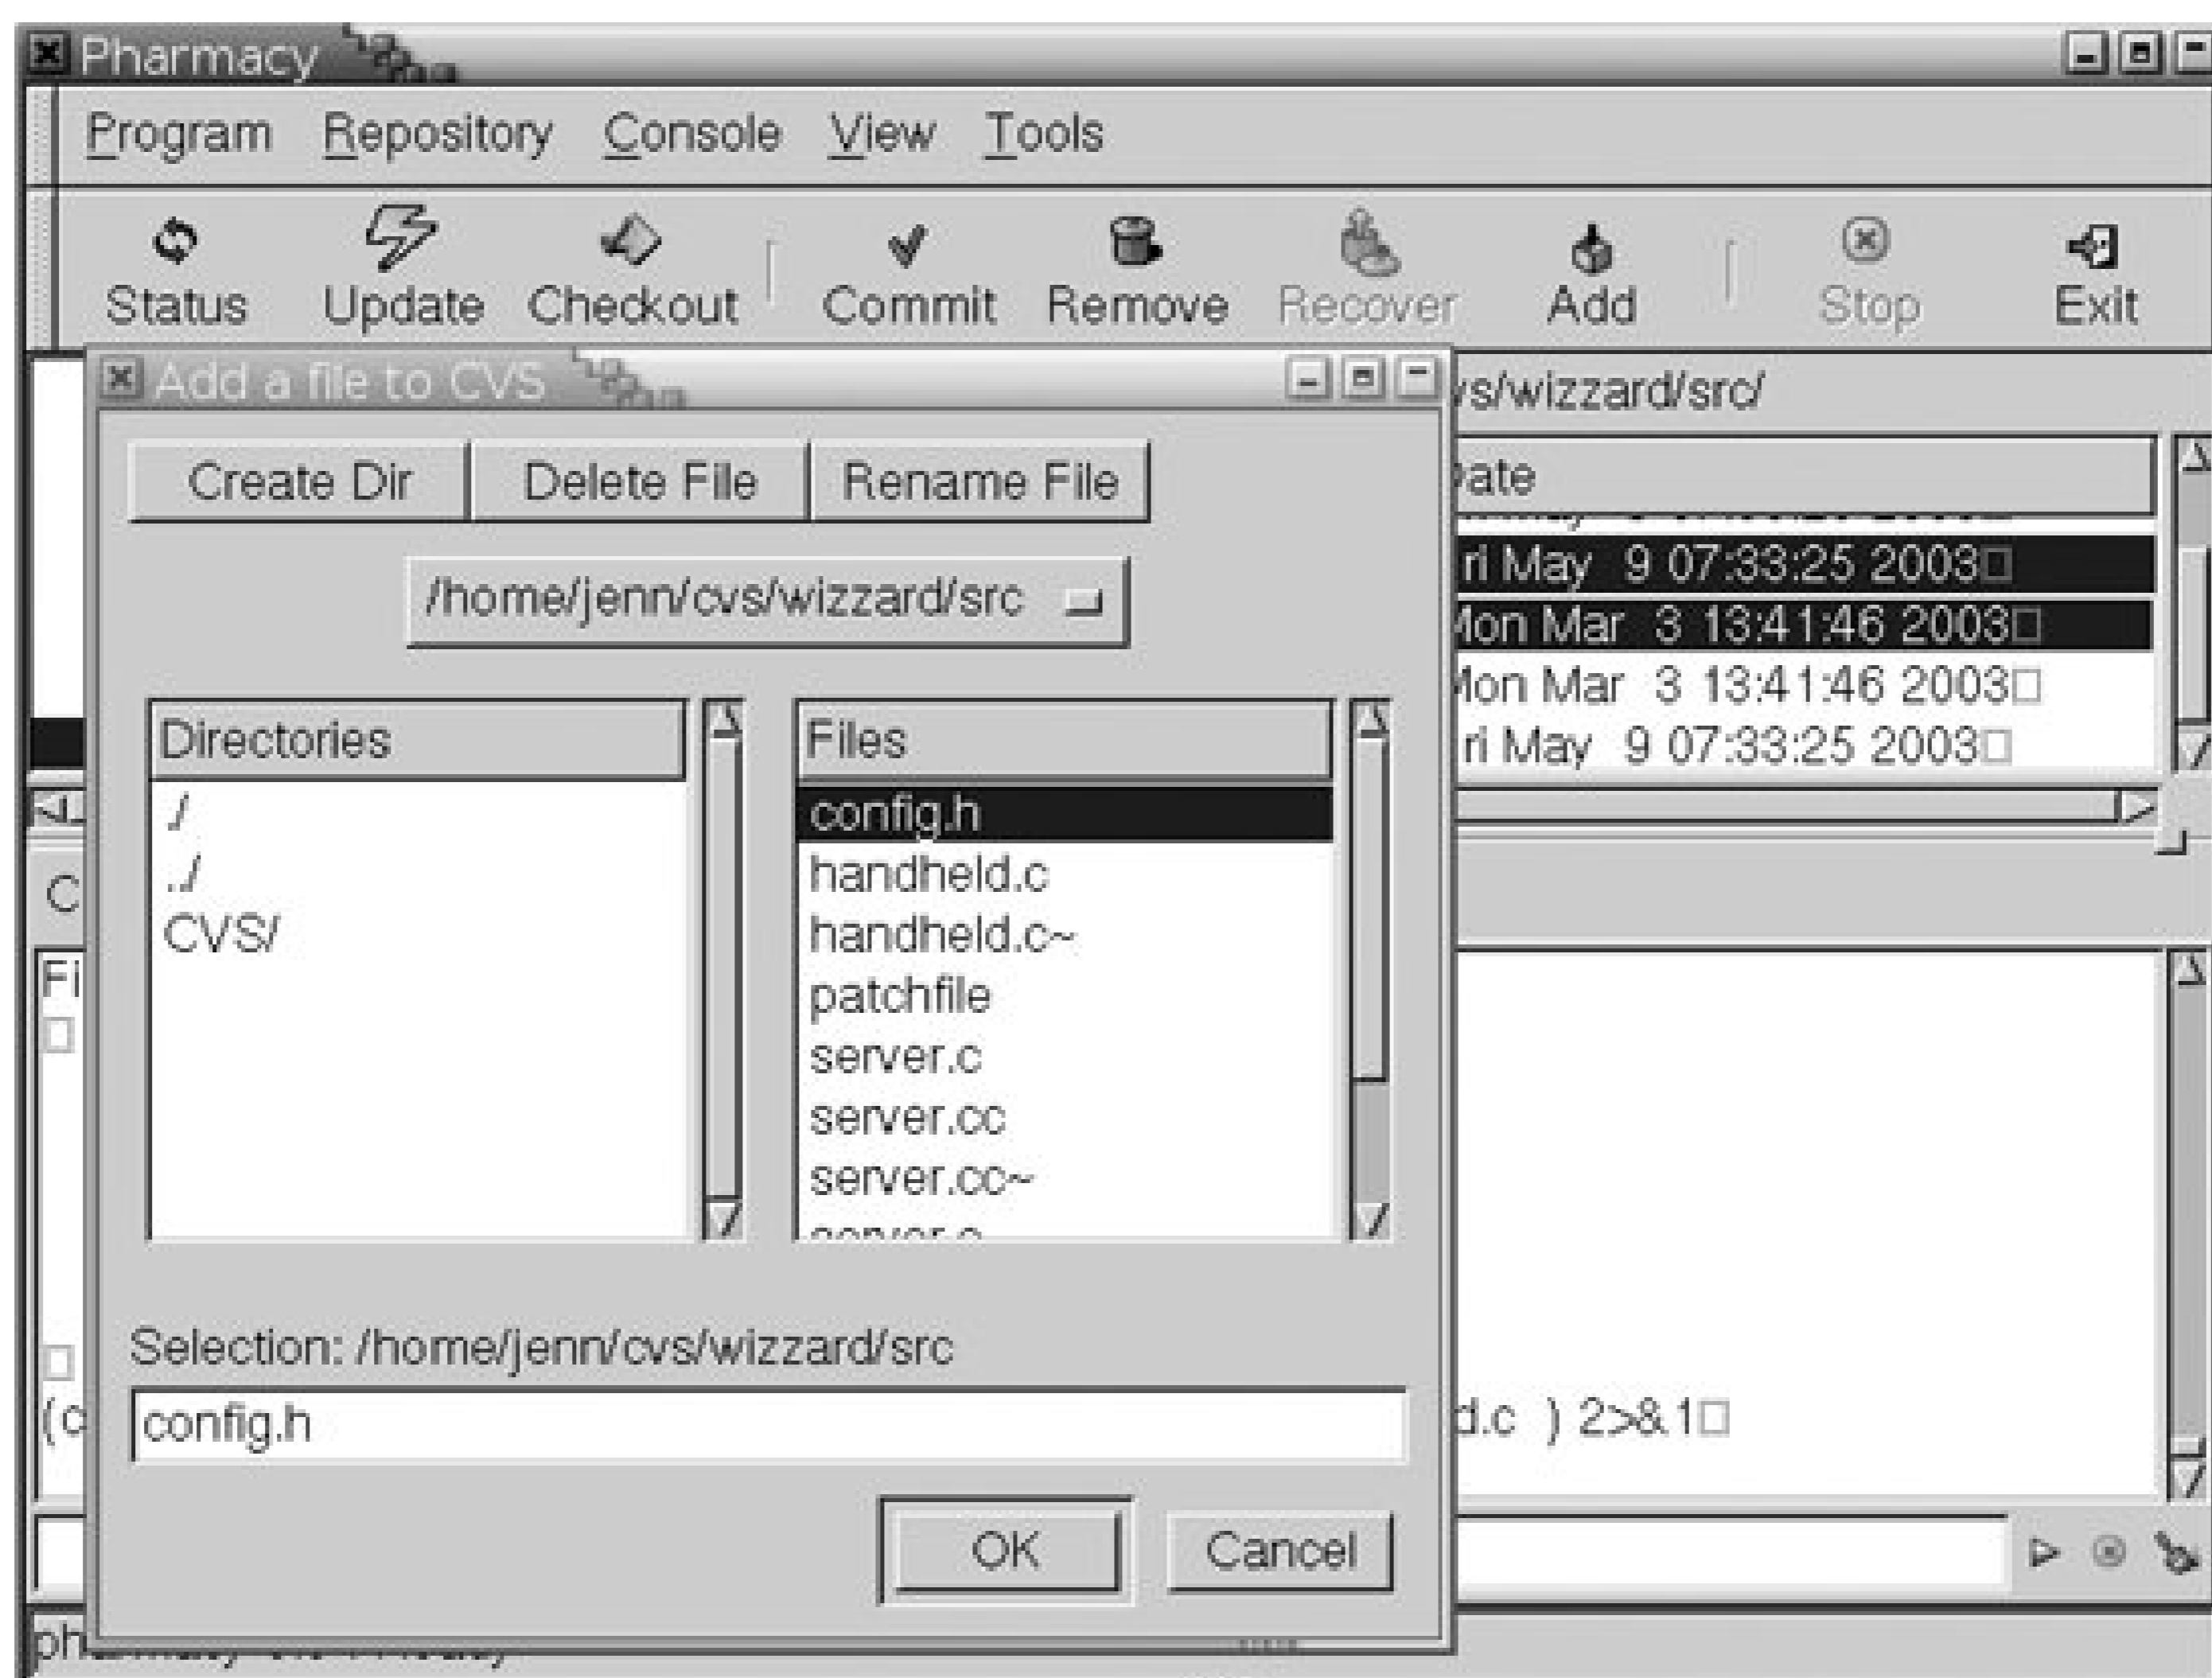 Pharmacy
Program Repository Console View Tools
Status Update Checkout Commit Remove Recover Add Stop Exit
Add a file to CVS
vs/wizzard/src/
Create Dir Delete File Rename File
ate
/home/jenn/cvs/wizzard/src
ri May 9 07:33:25 2003
Mon Mar 3 13:41:46 2003
Mon Mar 3 13:41:46 2003
ri May 9 07:33:25 2003
Directories
./
../
CVS/
Files
config.h
handheld.c
handheld.c~
patchfile
server.c
server.cc
server.cc~
C
Fi
Selection: /home/jenn/cvs/wizzard/src
config.h
(c
d.c ) 2>&1
OK Cancel